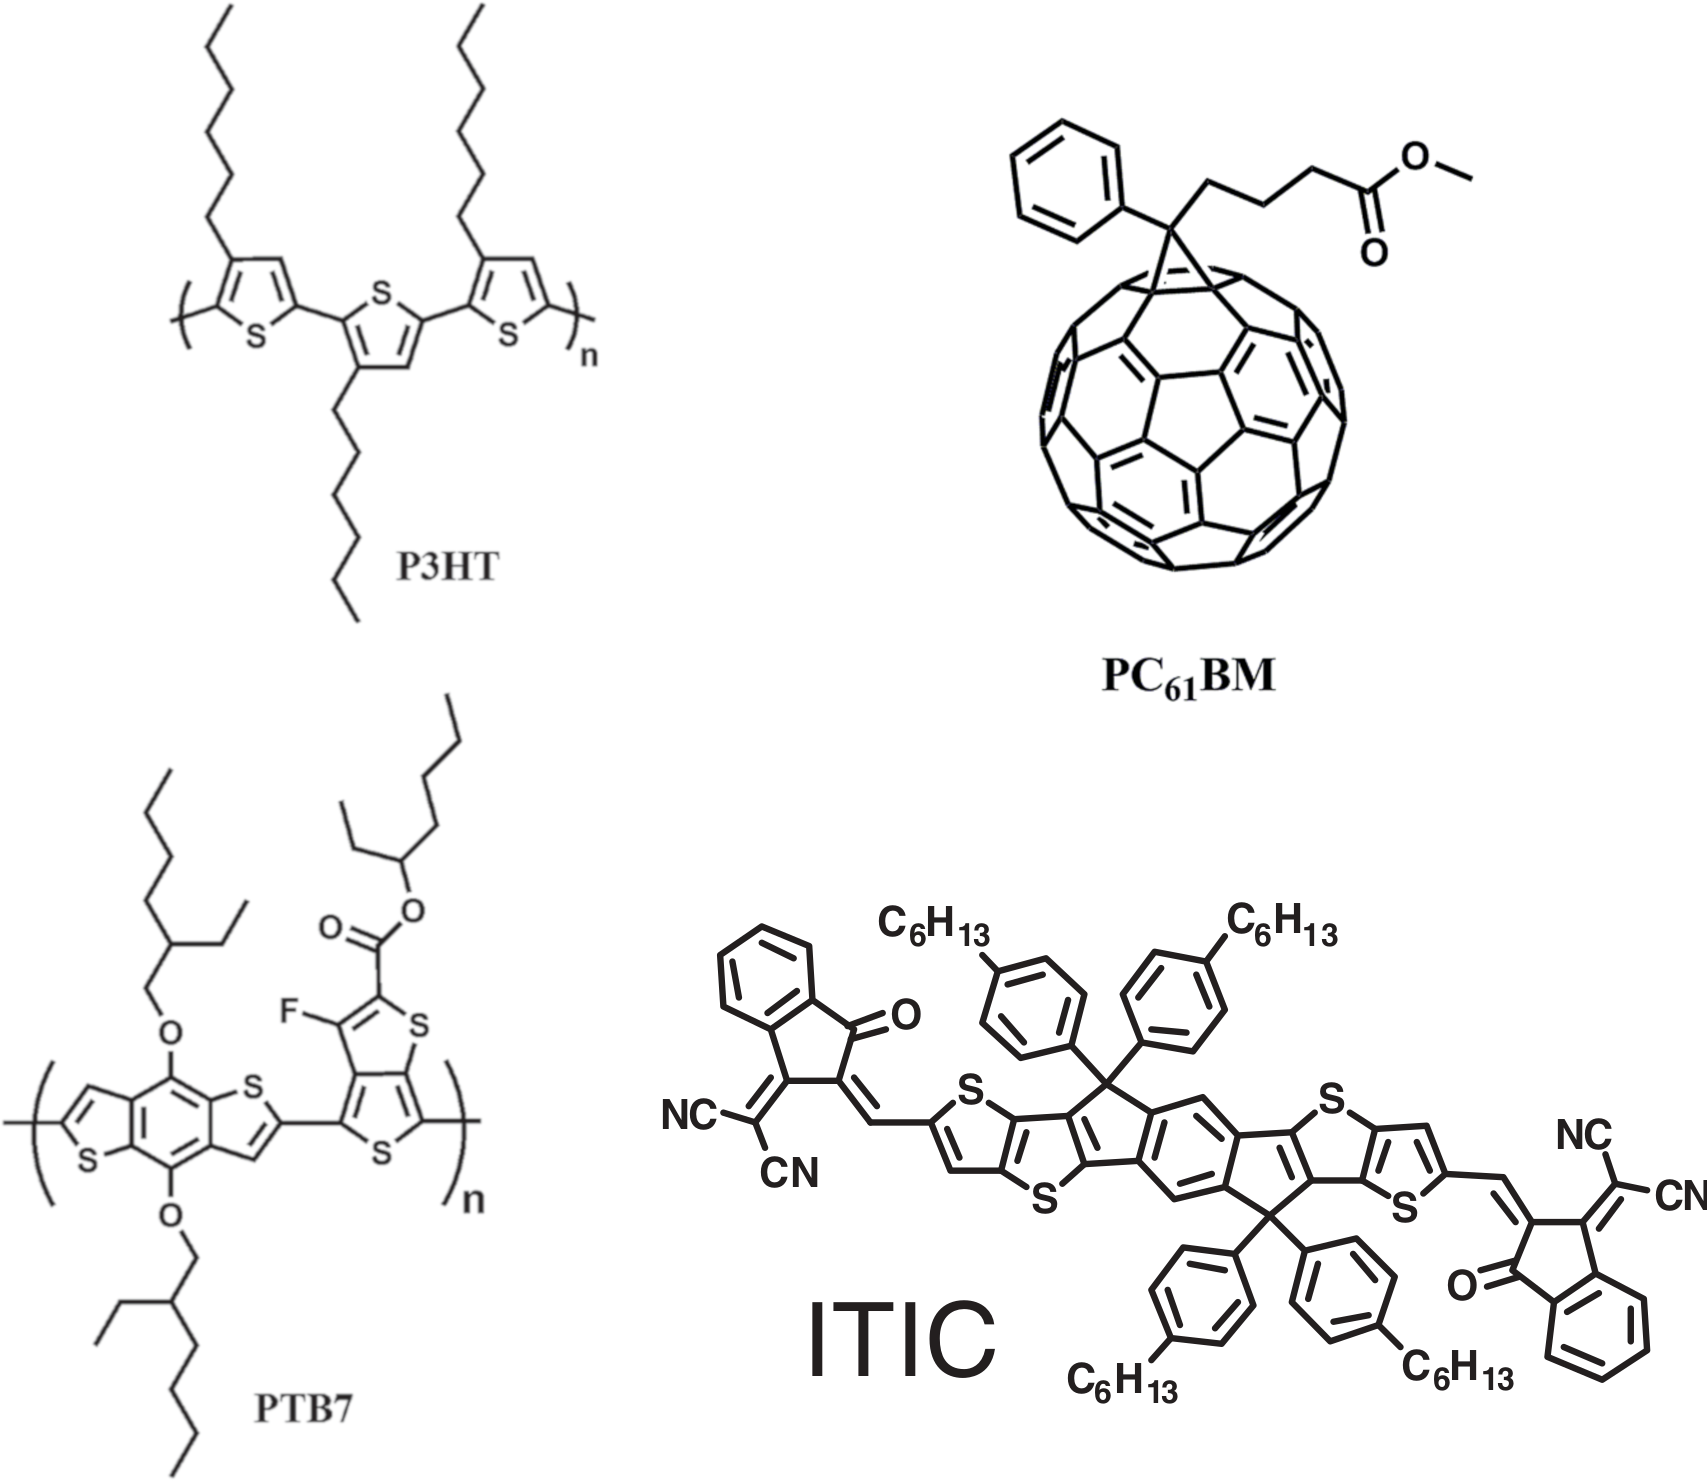 S S S
n
P3HT
O
O
PC61BM
O O
F S
O
S
S S
n
O
PTB7
C6H13 C6H13
O
S S
NC
CN
S S
NC
CN
O
C6H13 C6H13
ITIC